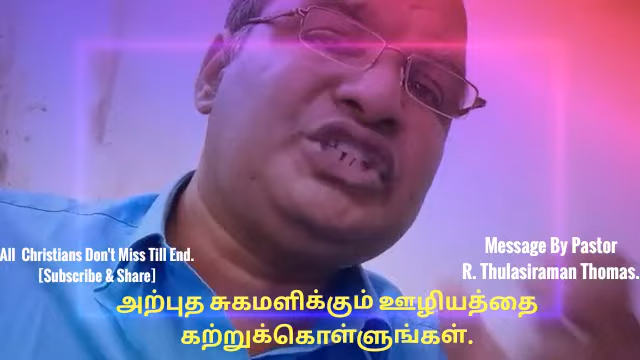 All Christians Don't Miss Till End.
[Subscribe & Share]
Message By Pastor
R. Thulasiraman Thomas.
அற்புத சுகமளிக்கும் ஊழியத்தை
கற்றுக்கொள்ளுங்கள்.